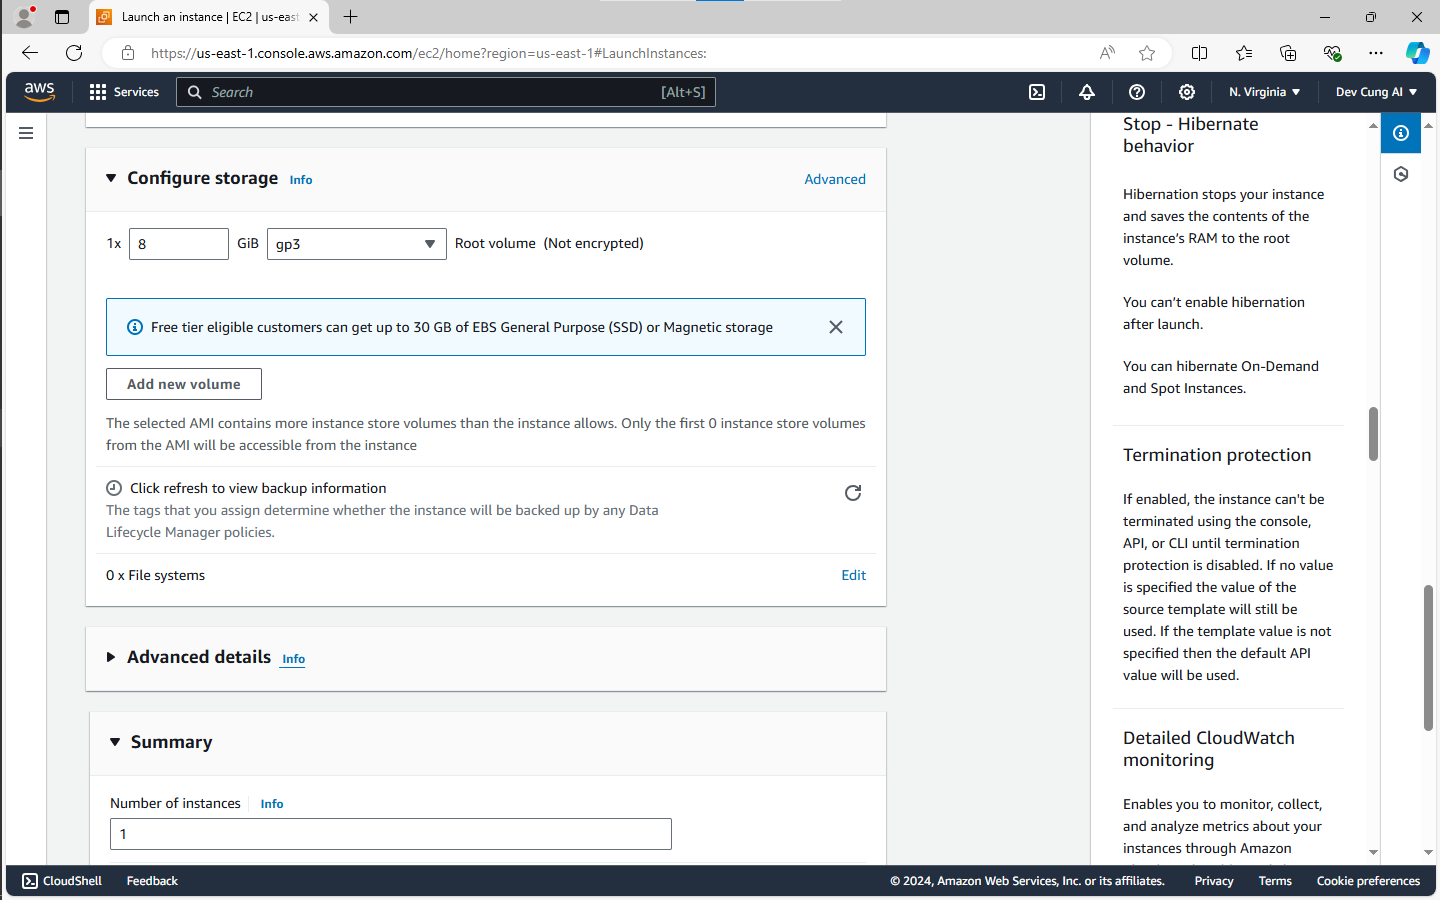 Launch an instance | EC2 | us-eas
https://us-east-1.console.aws.amazon.com/ec2/home?region=us-east-1#LaunchInstances:
aws
Services
Search
[Alt+S]
N. Virginia
Dev Cung AI
Configure storage
Info
Advanced
1x
8
GiB
gp3
Root volume (Not encrypted)
Free tier eligible customers can get up to 30 GB of EBS General Purpose (SSD) or Magnetic storage
Add new volume
The selected AMI contains more instance store volumes than the instance allows. Only the first 0 instance store volumes
from the AMI will be accessible from the instance
Click refresh to view backup information
The tags that you assign determine whether the instance will be backed up by any Data
Lifecycle Manager policies.
0 x File systems
Edit
Advanced details
Info
Summary
Number of instances
Info
1
Stop - Hibernate
behavior
Hibernation stops your instance
and saves the contents of the
instance’s RAM to the root
volume.
You can’t enable hibernation
after launch.
You can hibernate On-Demand
and Spot Instances.
Termination protection
If enabled, the instance can't be
terminated using the console,
API, or CLI until termination
protection is disabled. If no value
is specified the value of the
source template will still be
used. If the template value is not
specified then the default API
value will be used.
Detailed CloudWatch
monitoring
Enables you to monitor, collect,
and analyze metrics about your
instances through Amazon
CloudShell
Feedback
© 2024, Amazon Web Services, Inc. or its affiliates.
Privacy
Terms
Cookie preferences